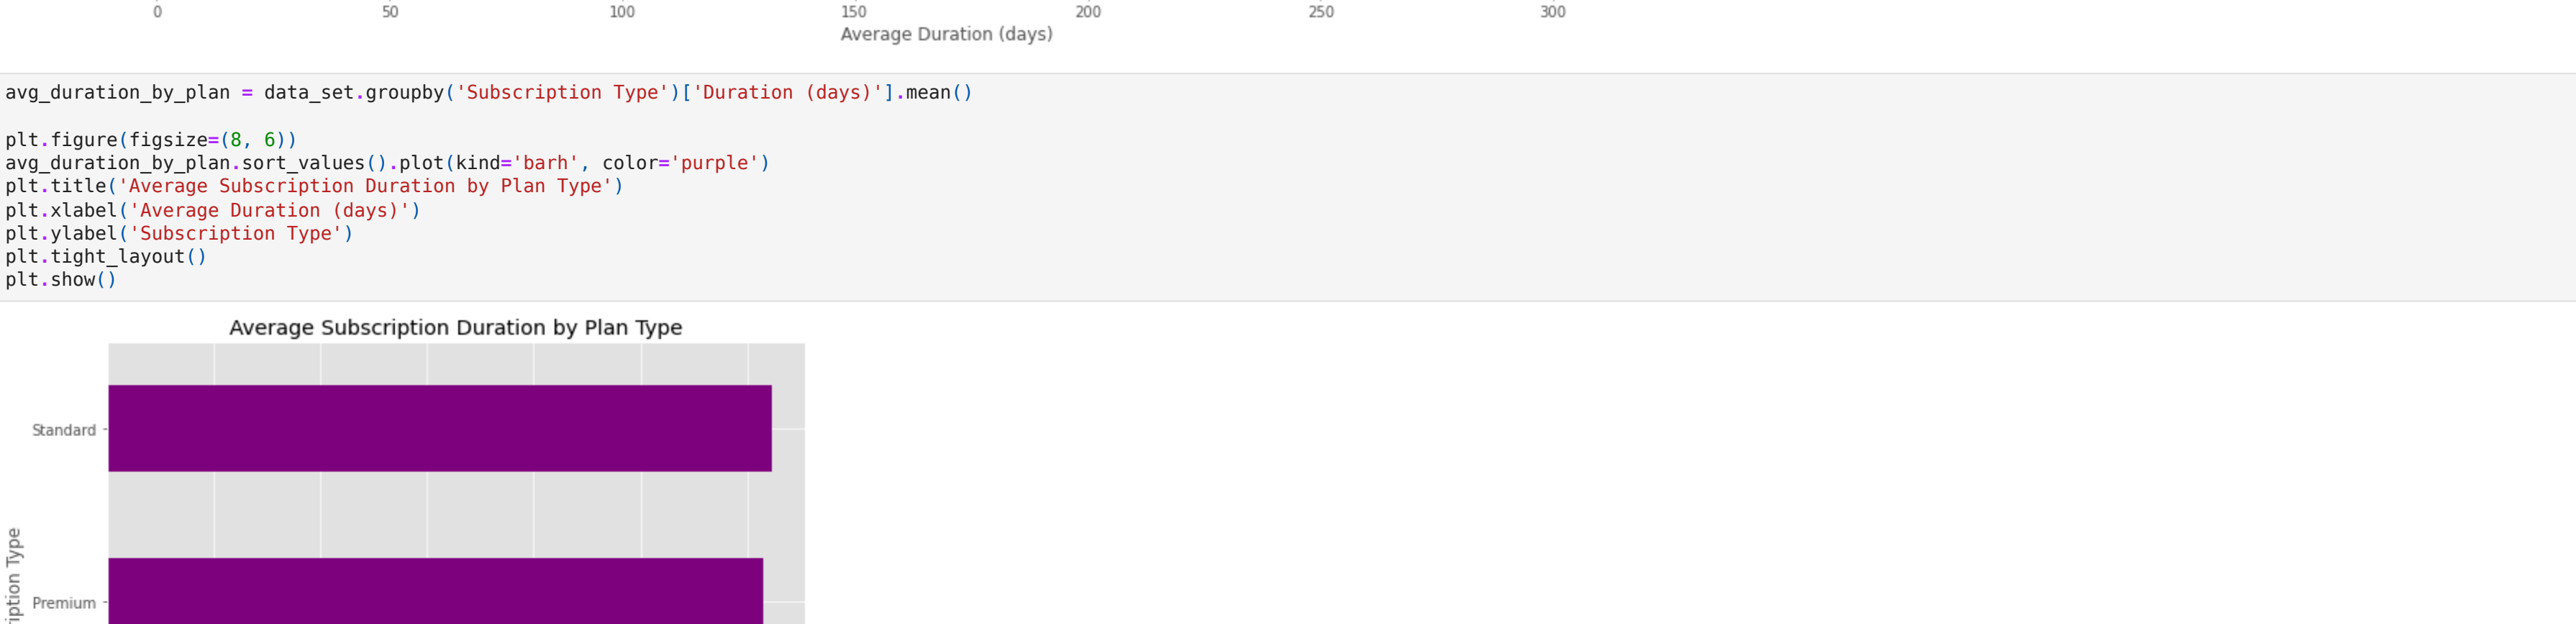 0 50 100 150 200 250 300
Average Duration (days)
avg_duration_by_plan = data_set.groupby('Subscription Type')['Duration (days)'].mean()
plt.figure(figsize=(8, 6))
avg_duration_by_plan.sort_values().plot(kind='barh', color='purple')
plt.title('Average Subscription Duration by Plan Type')
plt.xlabel('Average Duration (days)')
plt.ylabel('Subscription Type')
plt.tight_layout()
plt.show()
Average Subscription Duration by Plan Type
Standard
Premium
ription Type